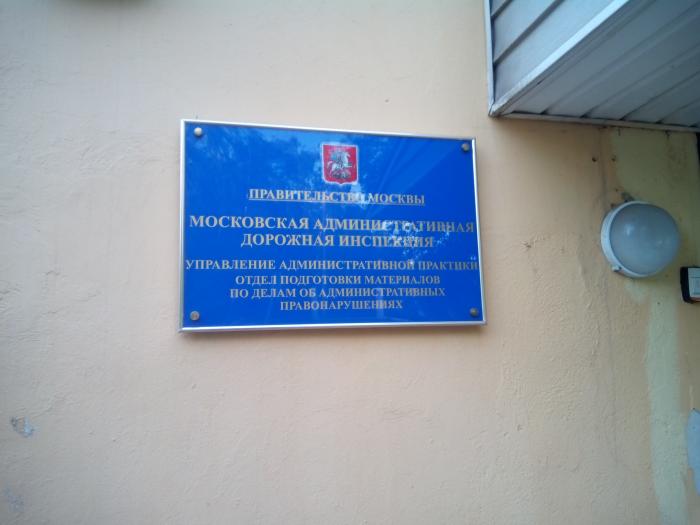 ПРАВИТЕЛЬСТВО МОСКВЫ
МОСКОВСКАЯ АДМИНИСТРАТИВНАЯ
ДОРОЖНАЯ ИНСПЕКЦИЯ
УПРАВЛЕНИЕ АДМИНИСТРАТИВНОЙ ПРАКТИКИ
ОТДЕЛ ПОДГОТОВКИ МАТЕРИАЛОВ
ПО ДЕЛАМ ОБ АДМИНИСТРАТИВНЫХ
ПРАВОНАРУШЕНИЯХ